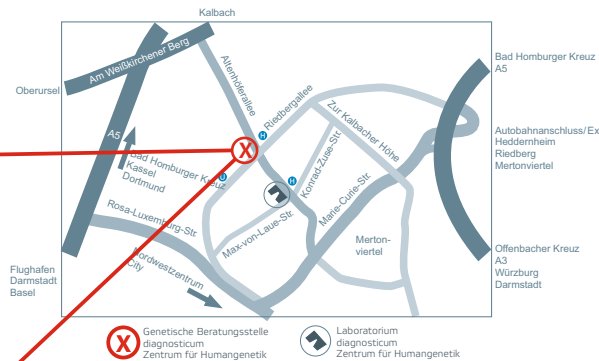 Kalbach
Am Weißkirchener Berg
Oberursel
Altenhöferallee
Riedbergallee
Zur Kalbacher Höhe
Bad Homburger Kreuz
A5
Autobahnanschluss/Ex
Heddernheim
Riedberg
Mertonviertel
A5
H
X
Bad Homburger Kreuz
Kassel
Dortmund
U
H
Konrad-Zuse-Str.
Marie-Curie-Str.
Rosa-Luxemburg-Str.
Max-von-Laue-Str.
Merton-
viertel
Nordwestzentrum
City
Flughafen
Darmstadt
Basel
Offenbacher Kreuz
A3
Würzburg
Darmstadt
X
Genetische Beratungsstelle
diagnosticum
Zentrum für Humangenetik
Laboratorium
diagnosticum
Zentrum für Humangenetik